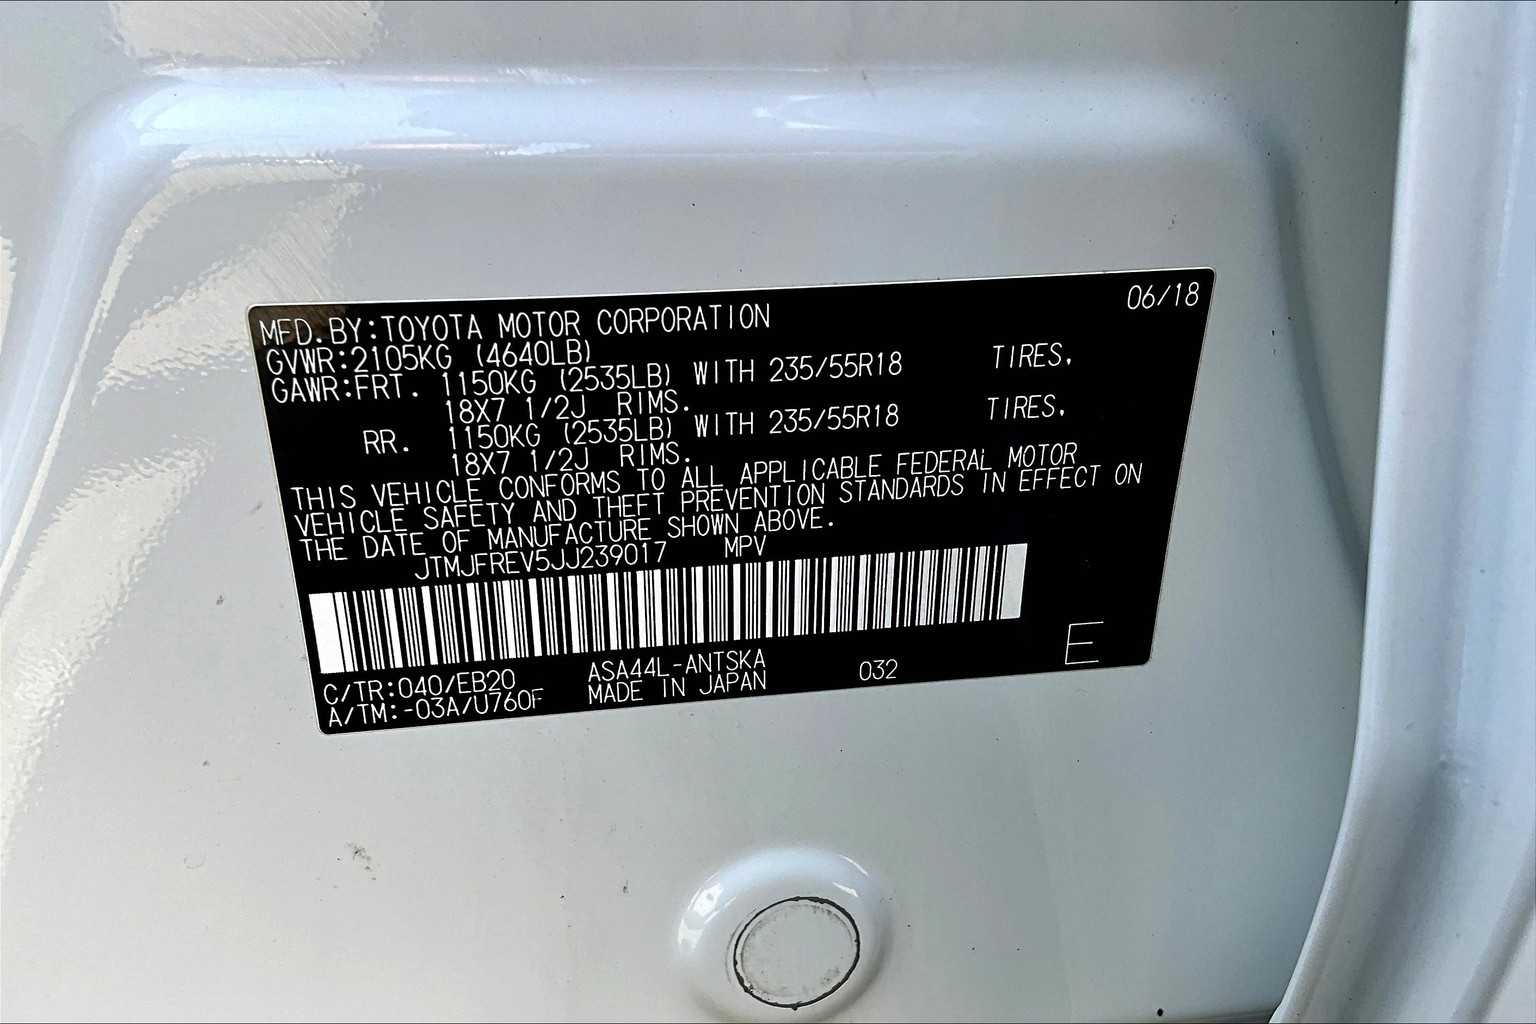 06/18
MFD. BY:TOYOTA MOTOR CORPORATION
GVWR:2105KG (4640LB)
GAWR:FRT. 1150KG (2535LB) WITH 235/55R18 TIRES,
18X7 1/2J RIMS.
RR. 1150KG (2535LB) WITH 235/55R18 TIRES,
18X7 1/2J RIMS.
THIS VEHICLE CONFORMS TO ALL APPLICABLE FEDERAL MOTOR
VEHICLE SAFETY AND THEFT PREVENTION STANDARDS IN EFFECT ON
THE DATE OF MANUFACTURE SHOWN ABOVE.
JTMJFREV5JJ239017 MPV
C/TR:040/EB20 ASA44L-ANTSKA 032 E
A/TM:-03A/U760F MADE IN JAPAN